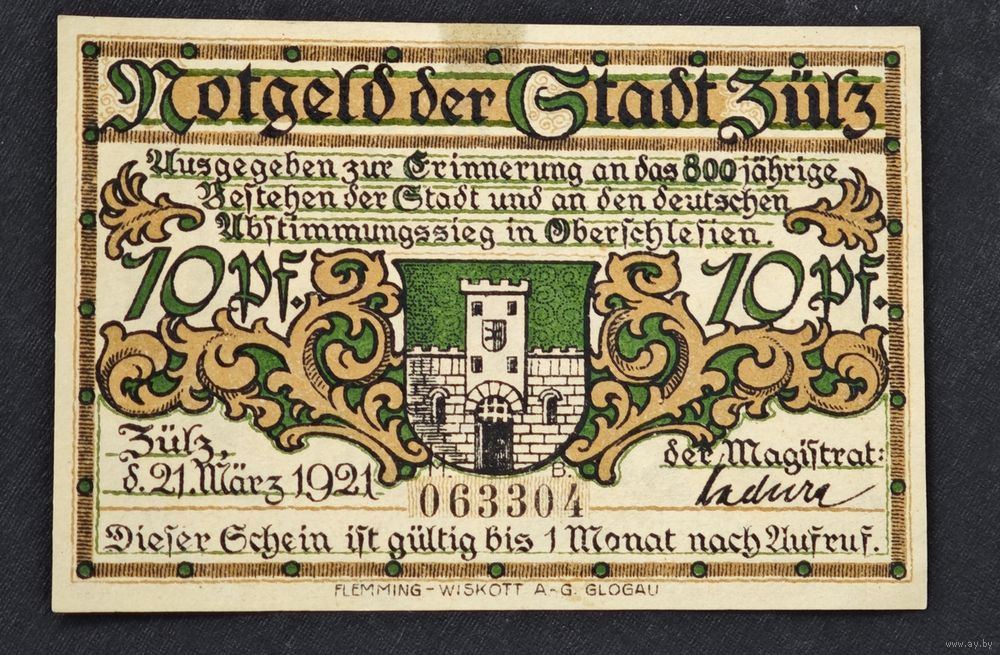 Notgeld der Stadt Zülz
Ausgegeben zur Erinnerung an das 800 jährige
Bestehen der Stadt und an den deutschen
Abstimmungssieg in Oberschlesien.
10 Pf. 10 Pf.
Zülz, der Magistrat:
d. 21. März 1921
H. B.
063304
Dieser Schein ist gültig bis 1 Monat nach Aufruf.
FLEMMING-WISKOTT A.-G. GLOGAU
www.ay.by